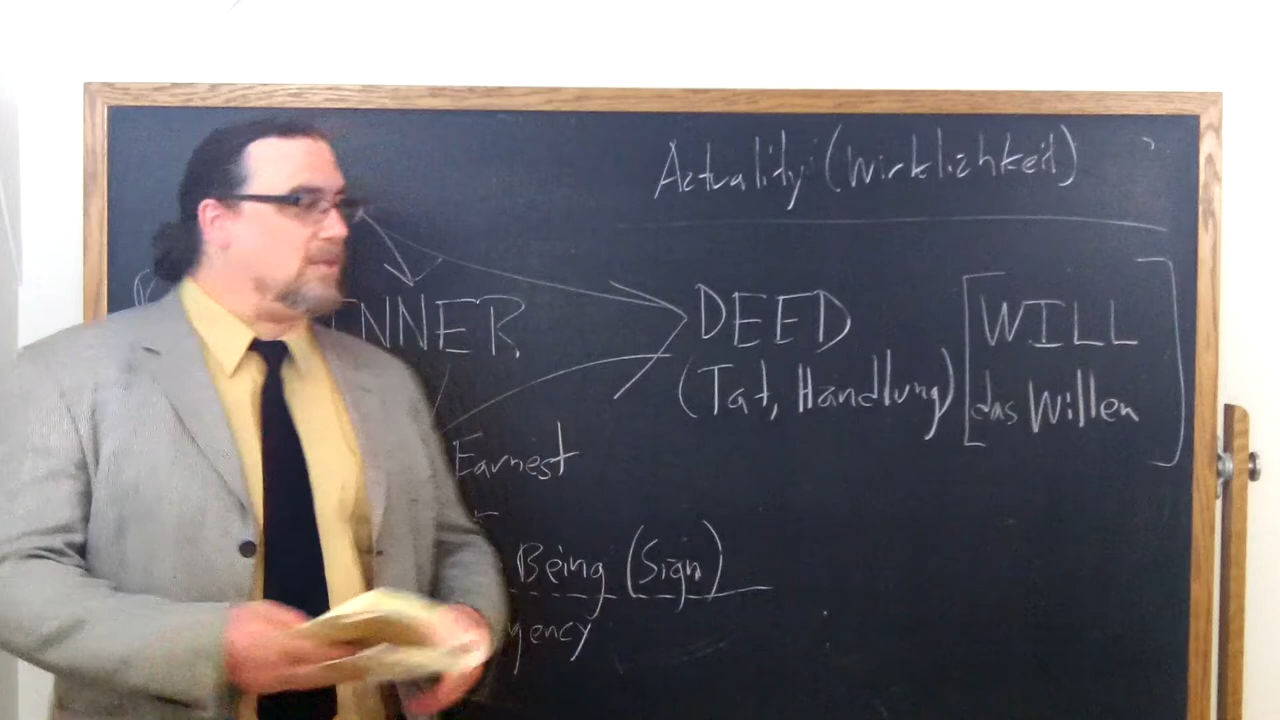 Actuality (Wirklichkeit)
NNER
DEED
WILL
(Tat, Handlung)
das Willen
Earnest
Being (Sign)
gency